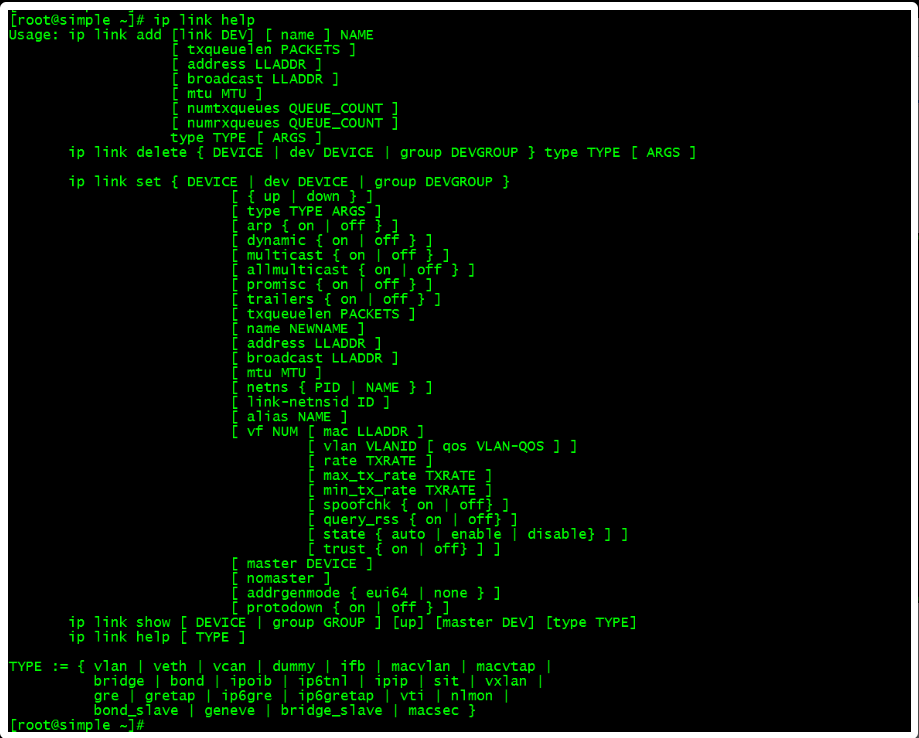 [root@simple ~]# ip link help
Usage: ip link add [link DEV] [ name ] NAME
                   [ txqueuelen PACKETS ]
                   [ address LLADDR ]
                   [ broadcast LLADDR ]
                   [ mtu MTU ]
                   [ numtxqueues QUEUE_COUNT ]
                   [ numrxqueues QUEUE_COUNT ]
                   type TYPE [ ARGS ]
       ip link delete { DEVICE | dev DEVICE | group DEVGROUP } type TYPE [ ARGS ]

       ip link set { DEVICE | dev DEVICE | group DEVGROUP }
                          [ { up | down } ]
                          [ type TYPE ARGS ]
                          [ arp { on | off } ]
                          [ dynamic { on | off } ]
                          [ multicast { on | off } ]
                          [ allmulticast { on | off } ]
                          [ promisc { on | off } ]
                          [ trailers { on | off } ]
                          [ txqueuelen PACKETS ]
                          [ name NEWNAME ]
                          [ address LLADDR ]
                          [ broadcast LLADDR ]
                          [ mtu MTU ]
                          [ netns { PID | NAME } ]
                          [ link-netnsid ID ]
                          [ alias NAME ]
                          [ vf NUM [ mac LLADDR ]
                                   [ vlan VLANID [ qos VLAN-QOS ] ]
                                   [ rate TXRATE ]
                                   [ max_tx_rate TXRATE ]
                                   [ min_tx_rate TXRATE ]
                                   [ spoofchk { on | off} ]
                                   [ query_rss { on | off} ]
                                   [ state { auto | enable | disable} ] ]
                                   [ trust { on | off} ] ]
                          [ master DEVICE ]
                          [ nomaster ]
                          [ addrgenmode { eui64 | none } ]
                          [ protodown { on | off } ]
       ip link show [ DEVICE | group GROUP ] [up] [master DEV] [type TYPE]
       ip link help [ TYPE ]

TYPE := { vlan | veth | vcan | dummy | ifb | macvlan | macvtap |
          bridge | bond | ipoib | ip6tnl | ipip | sit | vxlan |
          gre | gretap | ip6gre | ip6gretap | vti | nlmon |
          bond_slave | geneve | bridge_slave | macsec }
[root@simple ~]#